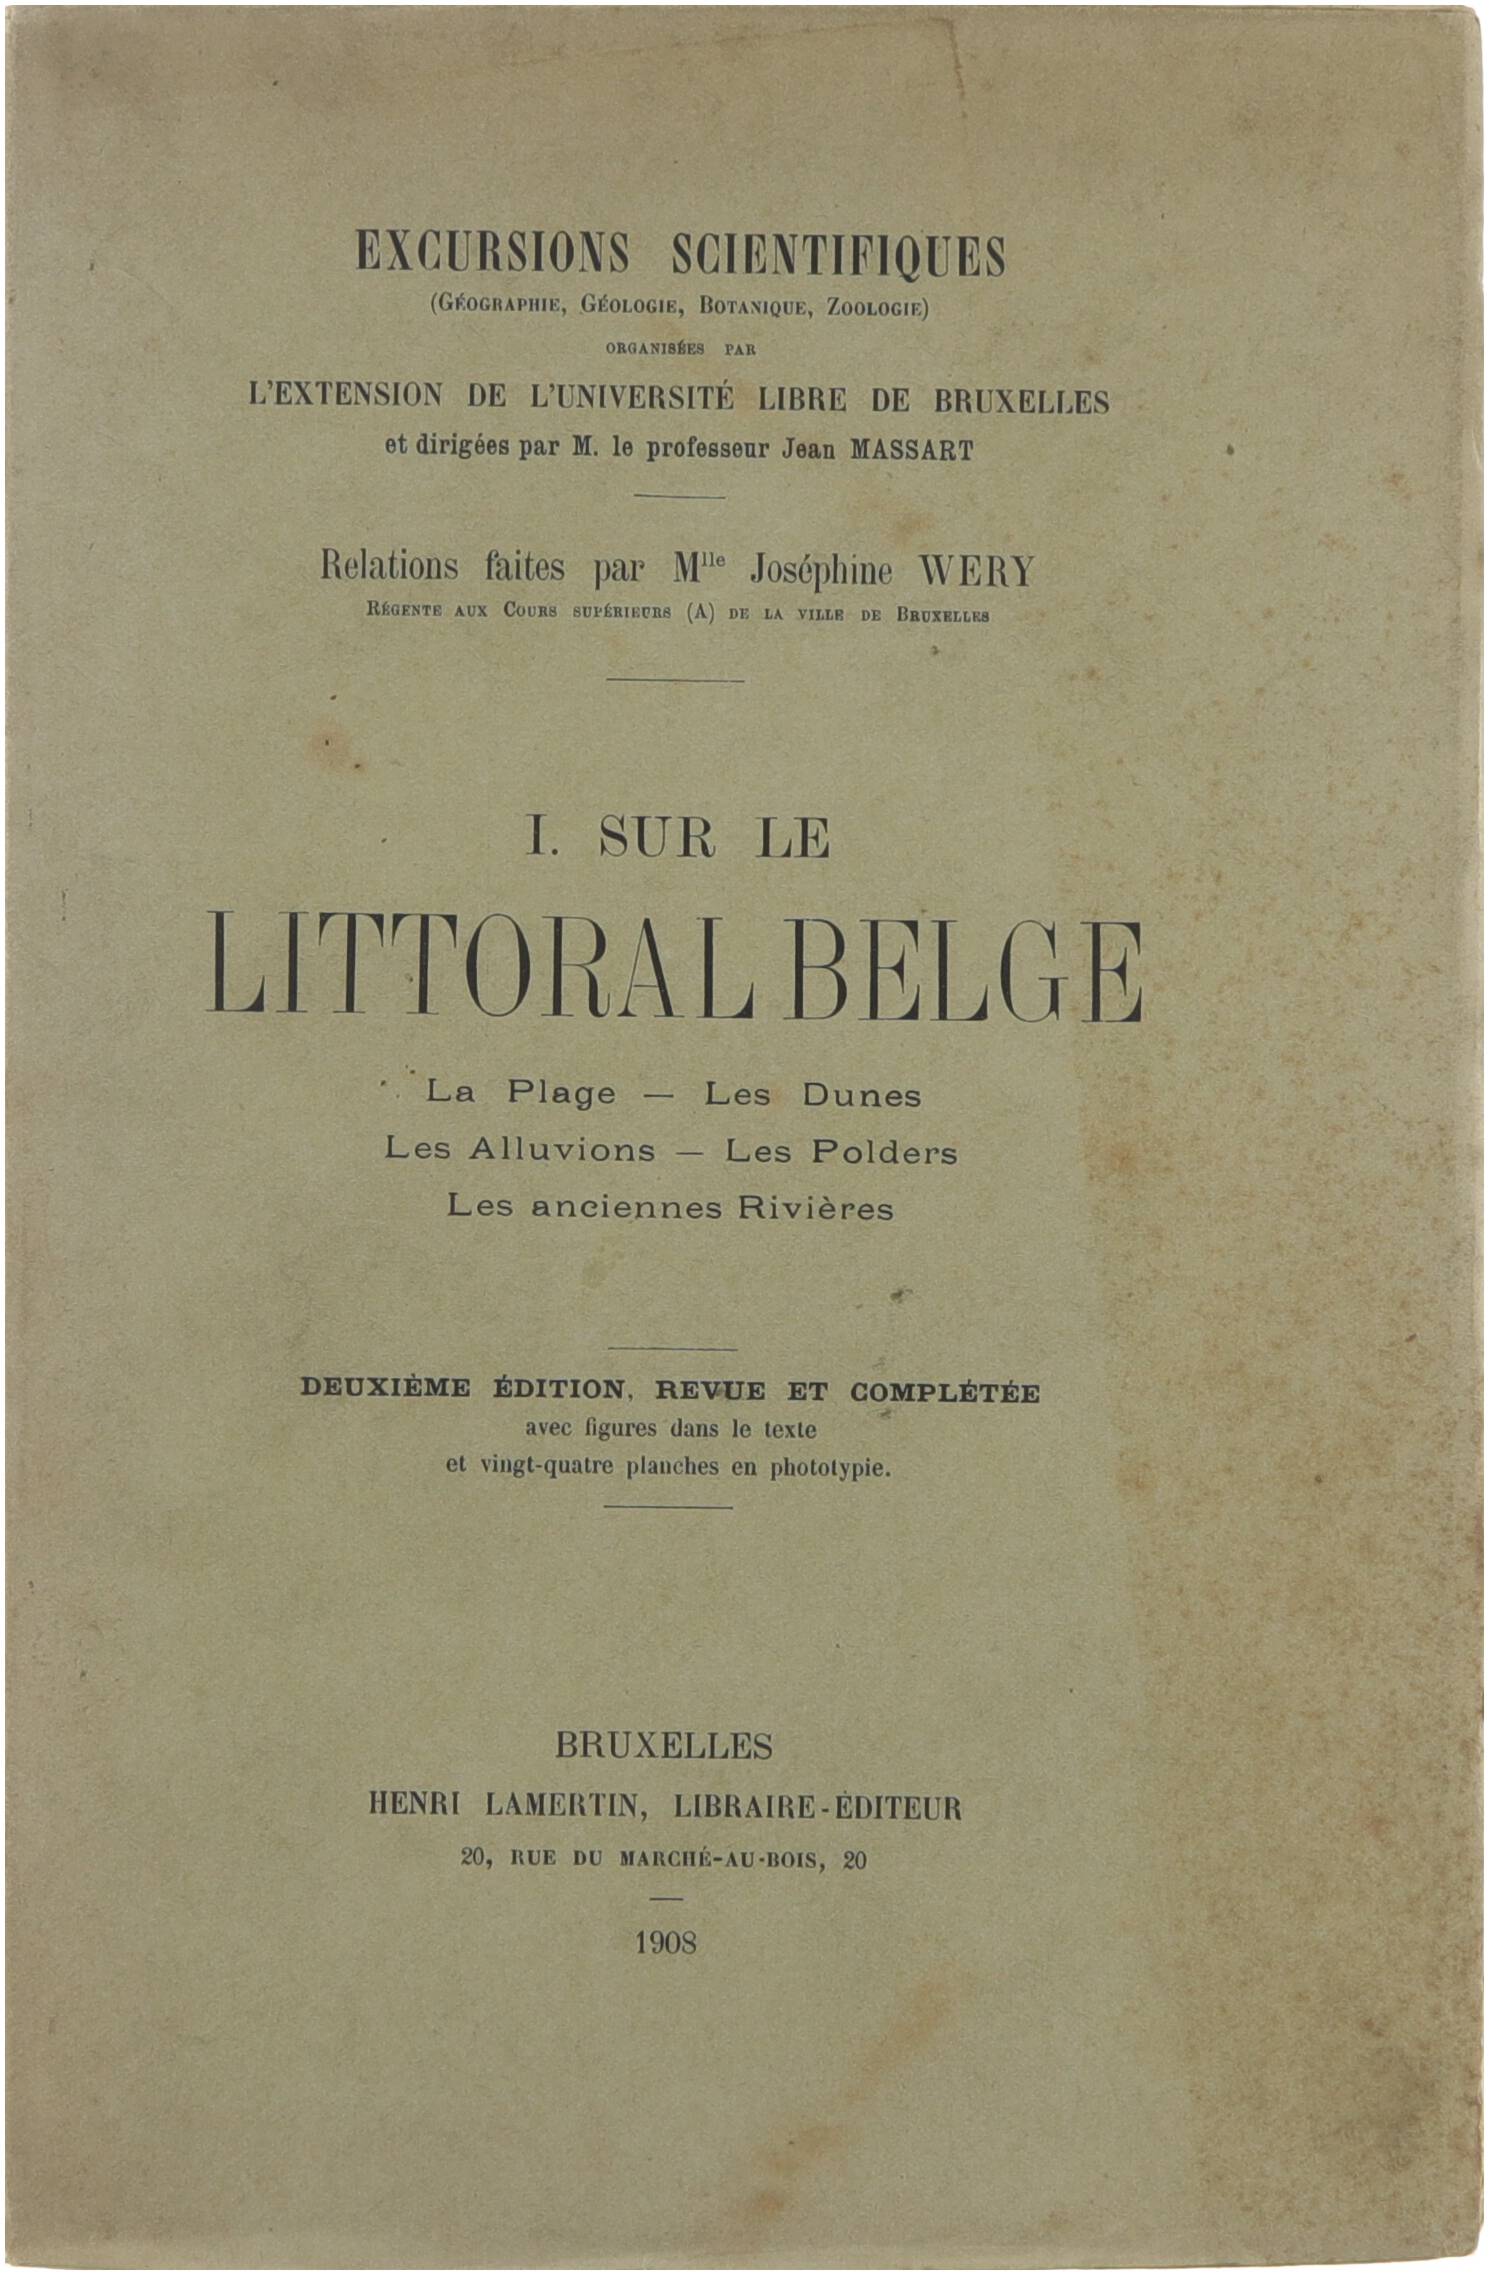 EXCURSIONS SCIENTIFIQUES
(Géographie, Géologie, Botanique, Zoologie)
ORGANISÉES PAR
L'EXTENSION DE L'UNIVERSITÉ LIBRE DE BRUXELLES
et dirigées par M. le professeur Jean MASSART
Relations faites par Mlle Joséphine WERY
Régente aux Cours supérieurs (A) de la ville de Bruxelles
I. SUR LE
LITTORAL BELGE
La Plage — Les Dunes
Les Alluvions — Les Polders
Les anciennes Rivières
DEUXIÈME ÉDITION, REVUE ET COMPLÉTÉE
avec figures dans le texte
et vingt-quatre planches en phototypie.
BRUXELLES
HENRI LAMERTIN, LIBRAIRE-ÉDITEUR
20, RUE DU MARCHÉ-AU-BOIS, 20
1908